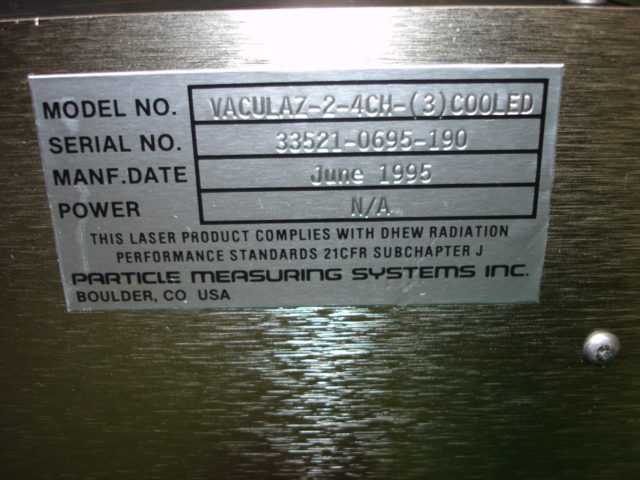 MODEL NO. VACULAZ-2-4CH-(3)COOLED
SERIAL NO. 33521-0695-190
MANF.DATE June 1995
POWER N/A
THIS LASER PRODUCT COMPLIES WITH DHEW RADIATION
PERFORMANCE STANDARDS 21CFR SUBCHAPTER J
PARTICLE MEASURING SYSTEMS INC.
BOULDER, CO USA